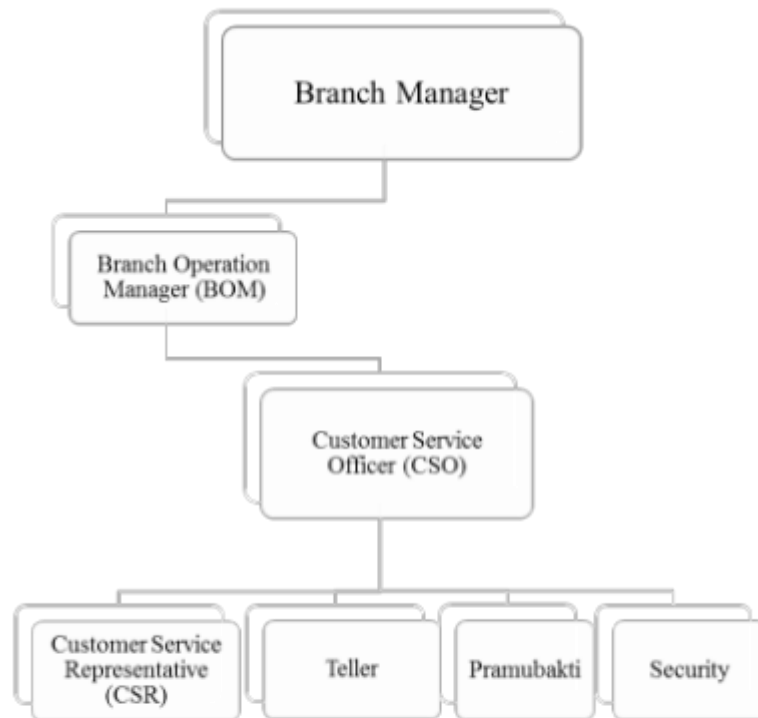 Branch Manager
Branch Operation
Manager (BOM)
Customer Service
Officer (CSO)
Customer Service
Representative
(CSR)
Teller
Pramubakti
Security